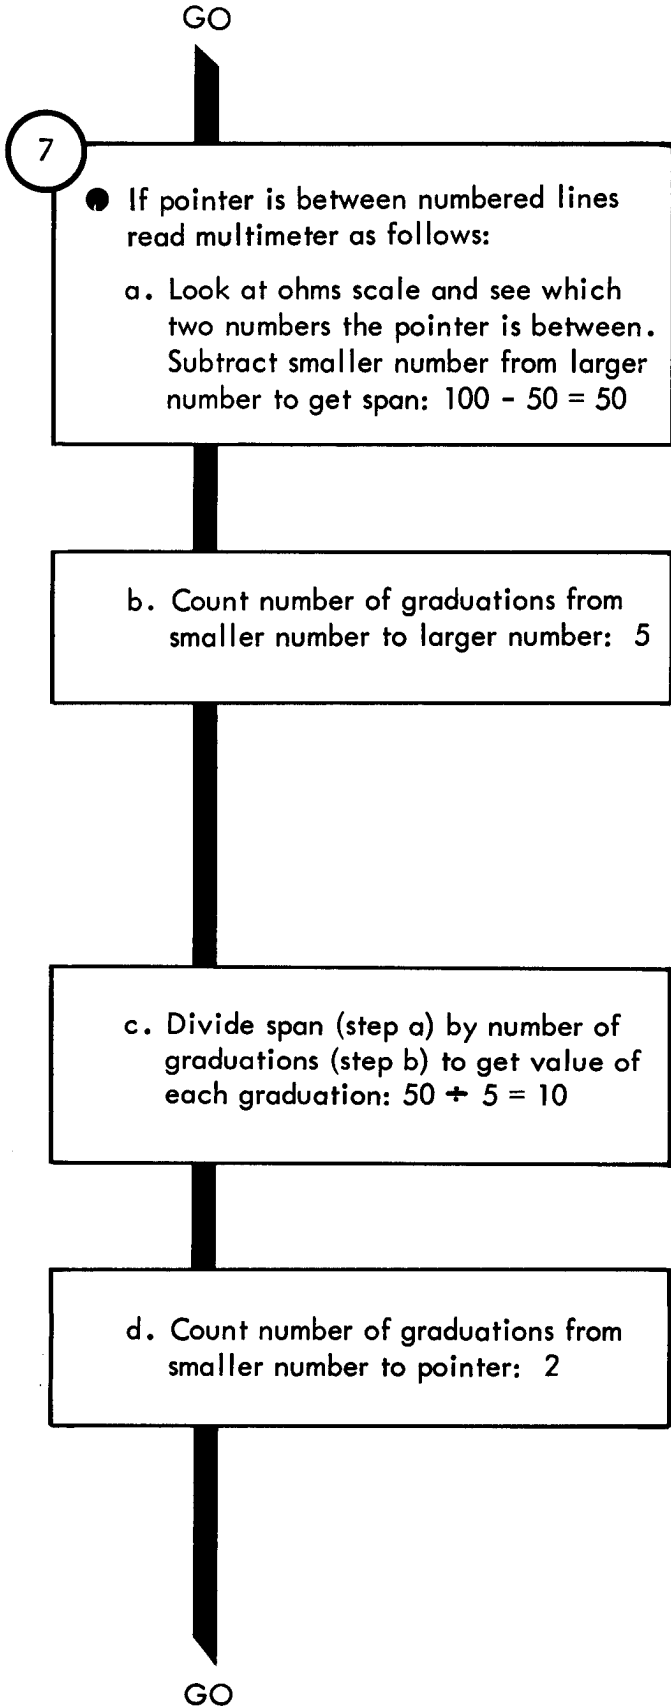 GO
7
● If pointer is between numbered lines
read multimeter as follows:
a. Look at ohms scale and see which
two numbers the pointer is between.
Subtract smaller number from larger
number to get span: 100 - 50 = 50
b. Count number of graduations from
smaller number to larger number: 5
c. Divide span (step a) by number of
graduations (step b) to get value of
each graduation: 50 ÷ 5 = 10
d. Count number of graduations from
smaller number to pointer: 2
GO